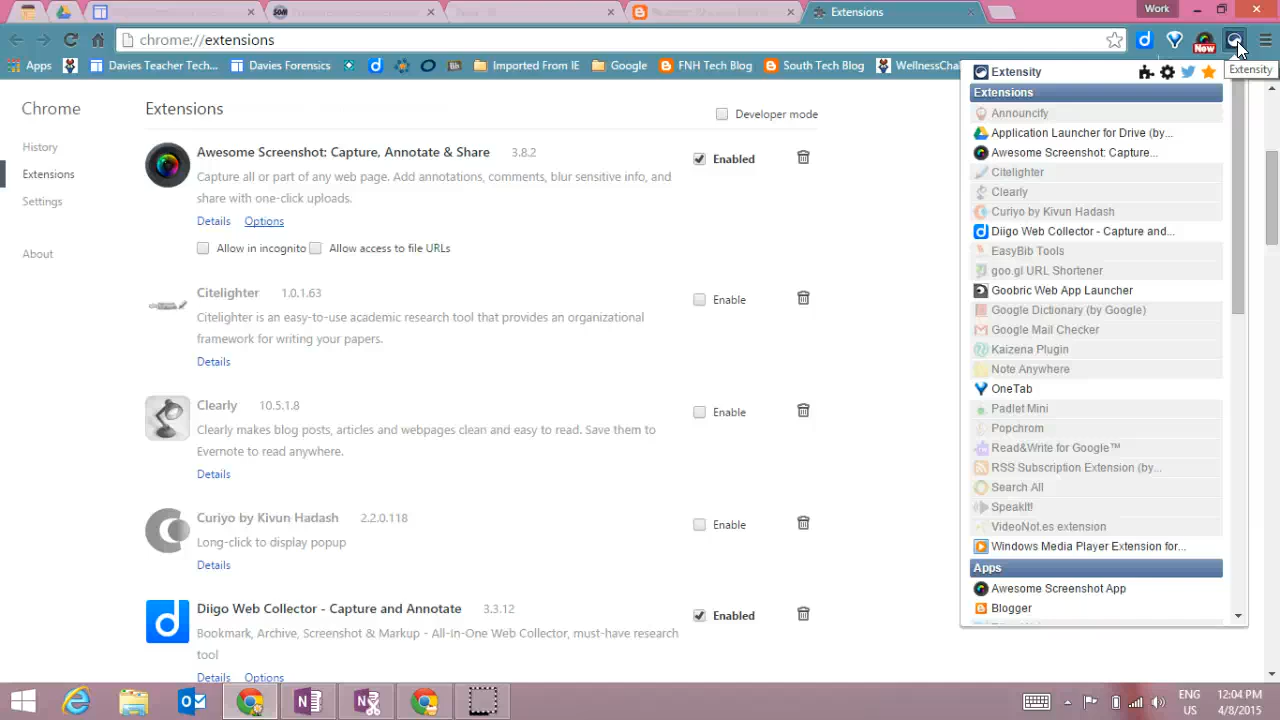 Extensions
Work
chrome://extensions
New
Apps
Davies Teacher Tech...
Davies Forensics
Imported From IE
Google
FNH Tech Blog
South Tech Blog
WellnessCha
Extensity
Chrome
History
Extensions
Settings
About
Extensions
Developer mode
Awesome Screenshot: Capture, Annotate & Share 3.8.2
Enabled
Capture all or part of any web page. Add annotations, comments, blur sensitive info, and
share with one-click uploads.
Details Options
Allow in incognito Allow access to file URLs
Citelighter 1.0.1.63
Enable
Citelighter is an easy-to-use academic research tool that provides an organizational
framework for writing your papers.
Details
Clearly 10.5.1.8
Enable
Clearly makes blog posts, articles and webpages clean and easy to read. Save them to
Evernote to read anywhere.
Details
Curiyo by Kivun Hadash 2.2.0.118
Enable
Long-click to display popup
Details
Diigo Web Collector - Capture and Annotate 3.3.12
Enabled
Bookmark, Archive, Screenshot & Markup - All-In-One Web Collector, must-have research
tool
Details Options
Extensity
Extensions
Announcify
Application Launcher for Drive (by...
Awesome Screenshot: Capture...
Citelighter
Clearly
Curiyo by Kivun Hadash
Diigo Web Collector - Capture and...
EasyBib Tools
goo.gl URL Shortener
Goobric Web App Launcher
Google Dictionary (by Google)
Google Mail Checker
Kaizena Plugin
Note Anywhere
OneTab
Padlet Mini
Popchrom
Read&Write for Google™
RSS Subscription Extension (by...
Search All
SpeakIt!
VideoNot.es extension
Windows Media Player Extension for...
Apps
Awesome Screenshot App
Blogger
ENG
US
12:04 PM
4/8/2015